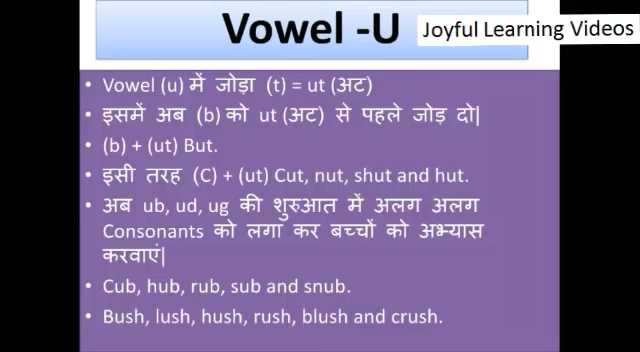 Vowel -U
Joyful Learning Videos
• Vowel (u) में जोड़ा (t) = ut (अट)
• इसमें अब (b) को ut (अट) से पहले जोड़ दो|
• (b) + (ut) But.
• इसी तरह (C) + (ut) Cut, nut, shut and hut.
• अब ub, ud, ug की शुरुआत में अलग अलग
Consonants को लगा कर बच्चों को अभ्यास
करवाएं|
• Cub, hub, rub, sub and snub.
• Bush, lush, hush, rush, blush and crush.